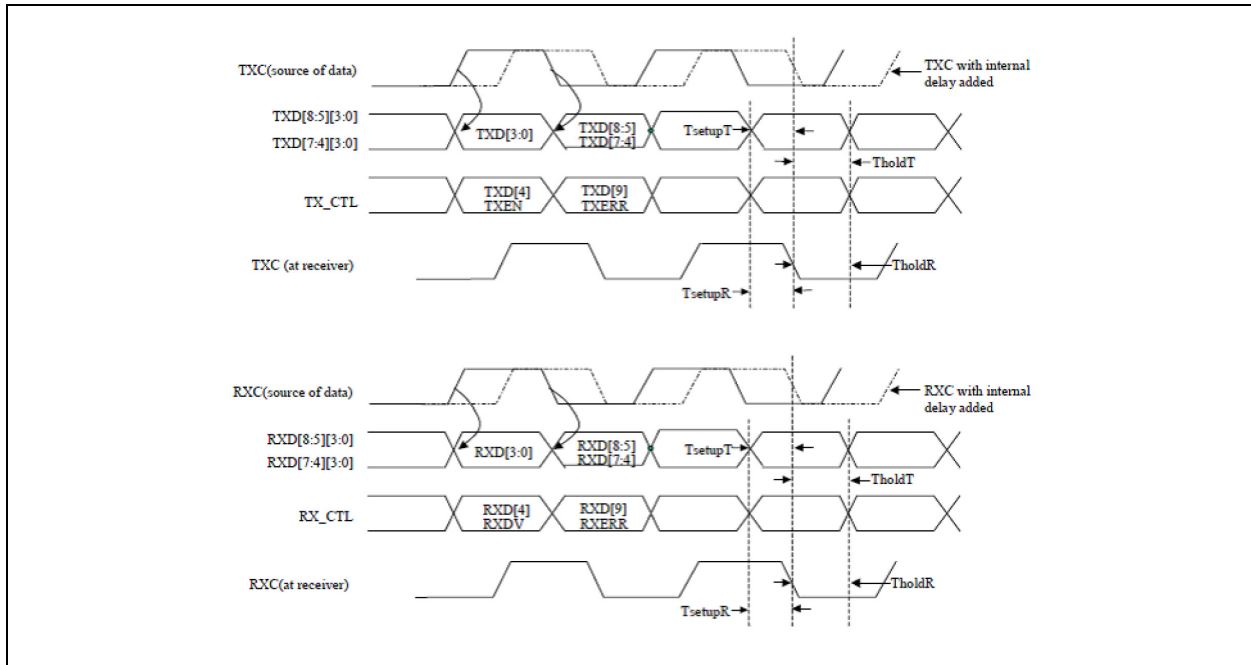 TXC(source of data)
TXC with internal
delay added
TXD[8:5][3:0]
TXD[7:4][3:0]
TXD[3:0]
TXD[8:5]
TXD[7:4]
TsetupT
TholdT
TX_CTL
TXD[4]
TXEN
TXD[9]
TXERR
TXC (at receiver)
TholdR
TsetupR
RXC(source of data)
RXC with internal
delay added
RXD[8:5][3:0]
RXD[7:4][3:0]
RXD[3:0]
RXD[8:5]
RXD[7:4]
TsetupT
TholdT
RX_CTL
RXD[4]
RXDV
RXD[9]
RXERR
RXC(at receiver)
TholdR
TsetupR